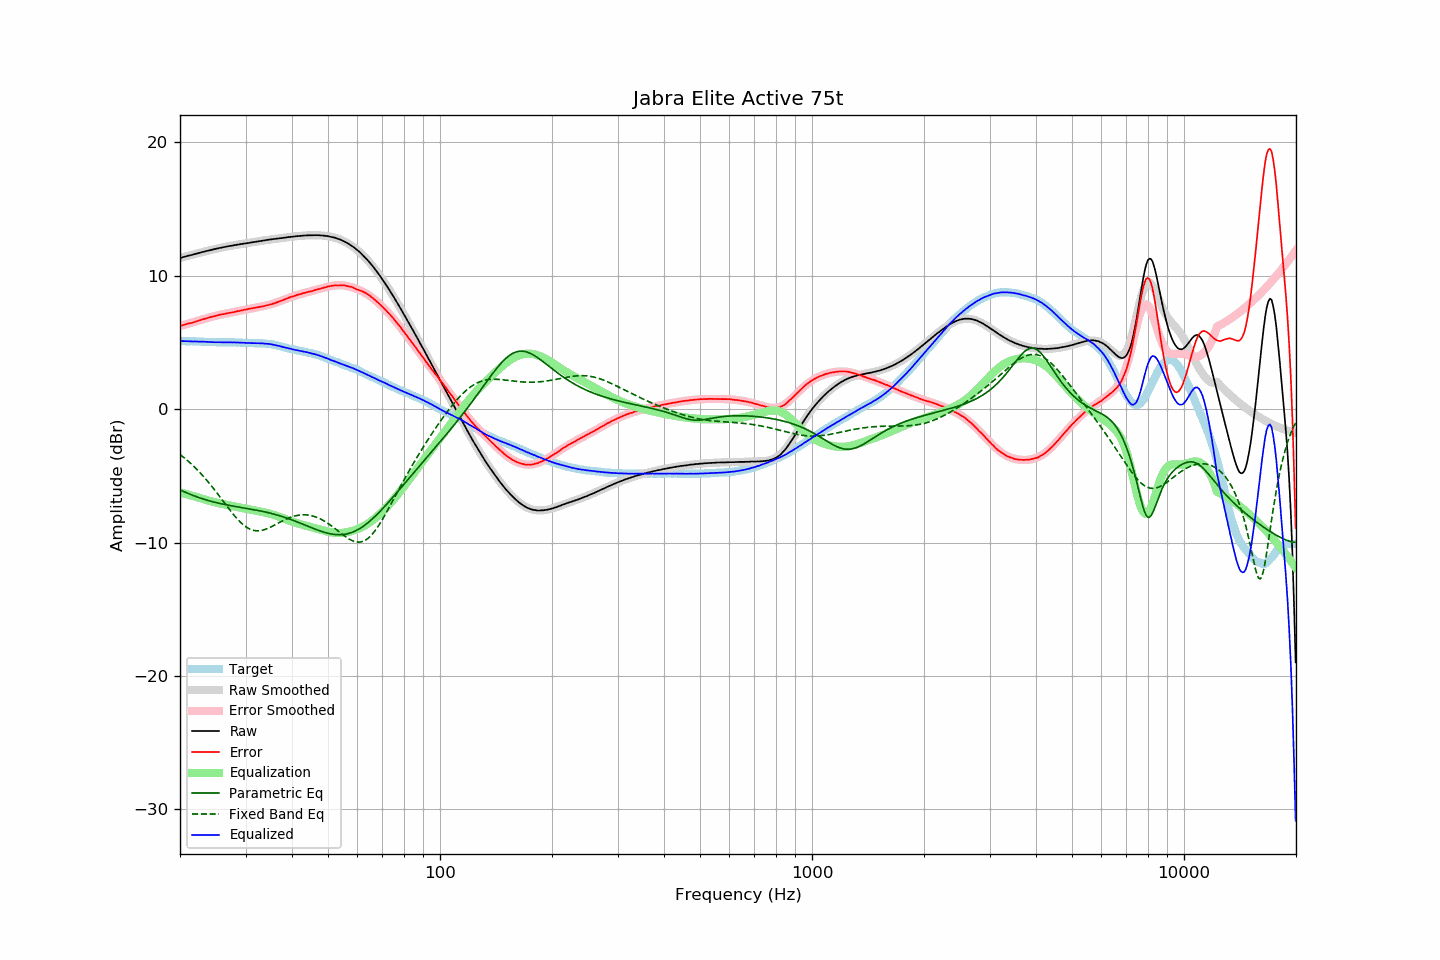 Jabra Elite Active 75t
Amplitude (dBr)
20
10
0
−10
−20
−30
Target
Raw Smoothed
Error Smoothed
Raw
Error
Equalization
Parametric Eq
Fixed Band Eq
Equalized
100
1000
10000
Frequency (Hz)